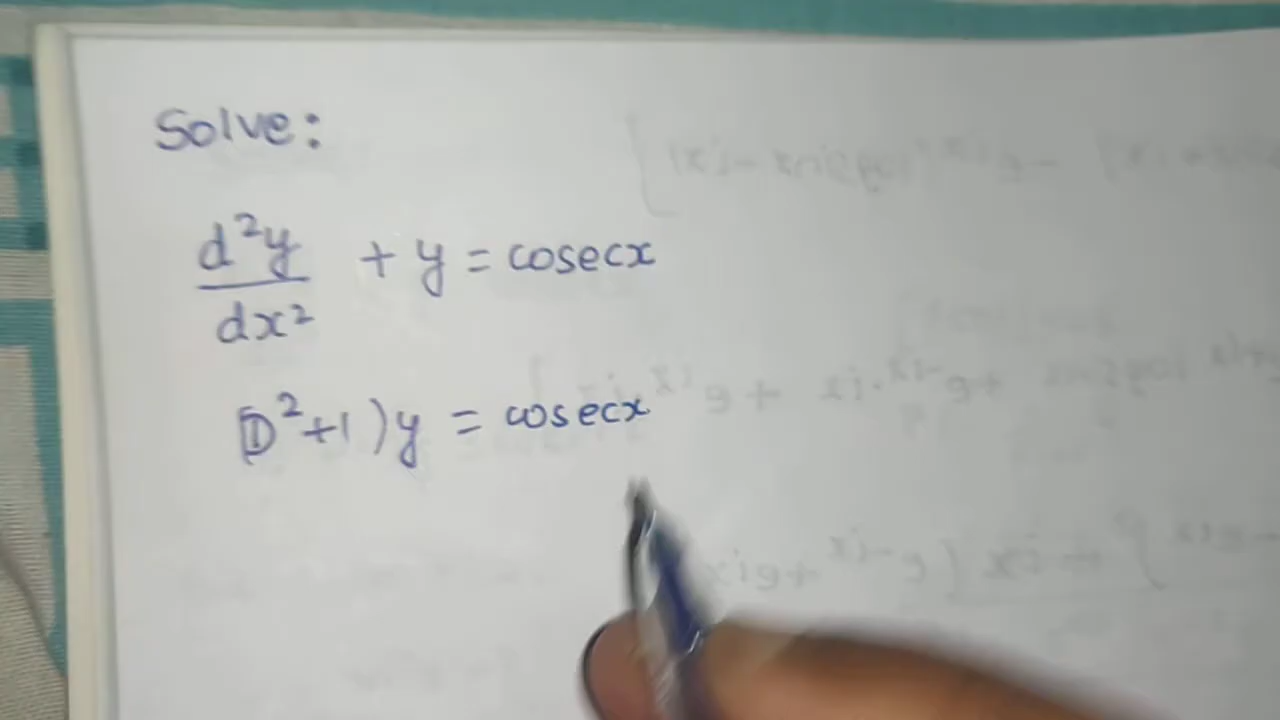 Solve:
d²y/dx² + y = cosecx
(D²+1)y = cosecx